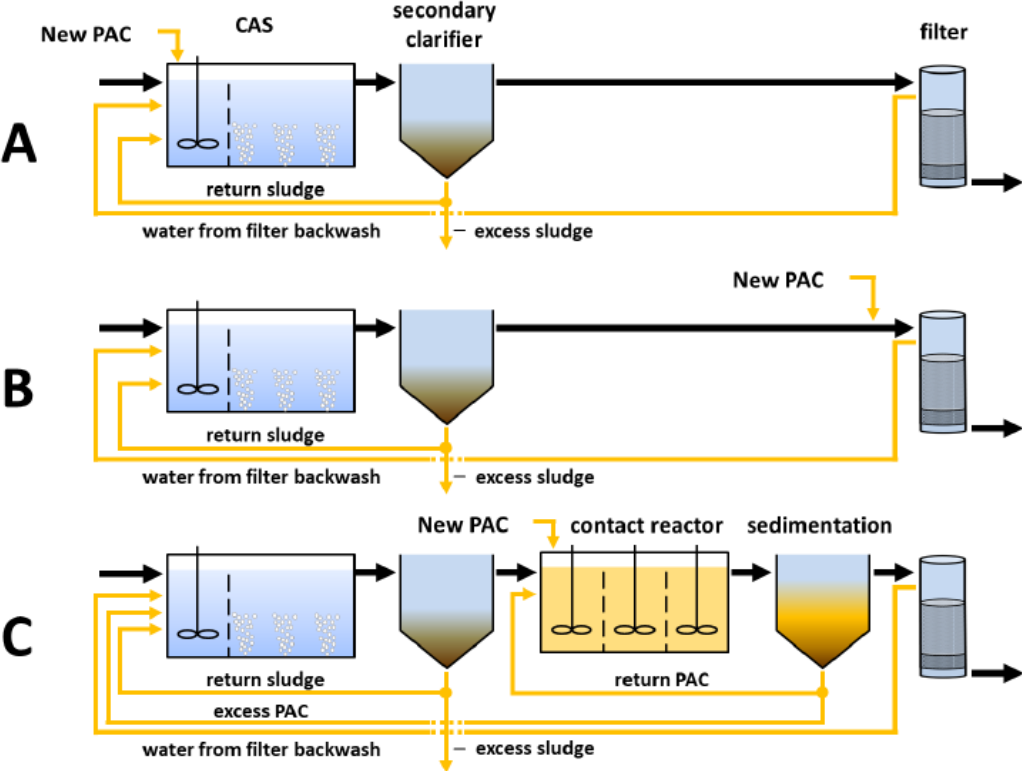 secondary
clarifier
CAS
filter
New PAC
A
return sludge
water from filter backwash
– excess sludge
New PAC
B
return sludge
water from filter backwash
– excess sludge
New PAC
contact reactor
sedimentation
C
return sludge
return PAC
excess PAC
water from filter backwash
– excess sludge